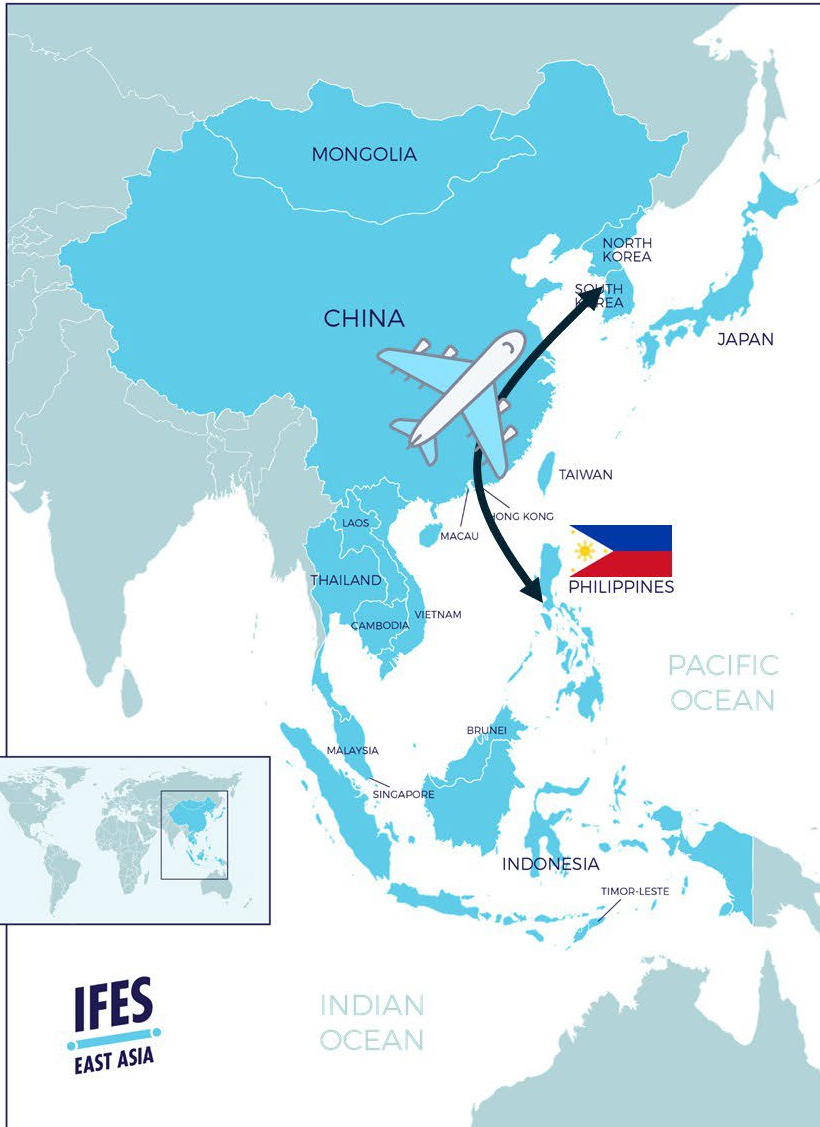 MONGOLIA
NORTH
KOREA
SOUTH
KOREA
CHINA
JAPAN
TAIWAN
HONG KONG
MACAU
LAOS
THAILAND
PHILIPPINES
VIETNAM
CAMBODIA
PACIFIC
OCEAN
BRUNEI
MALAYSIA
SINGAPORE
INDONESIA
TIMOR-LESTE
IFES
EAST ASIA
INDIAN
OCEAN